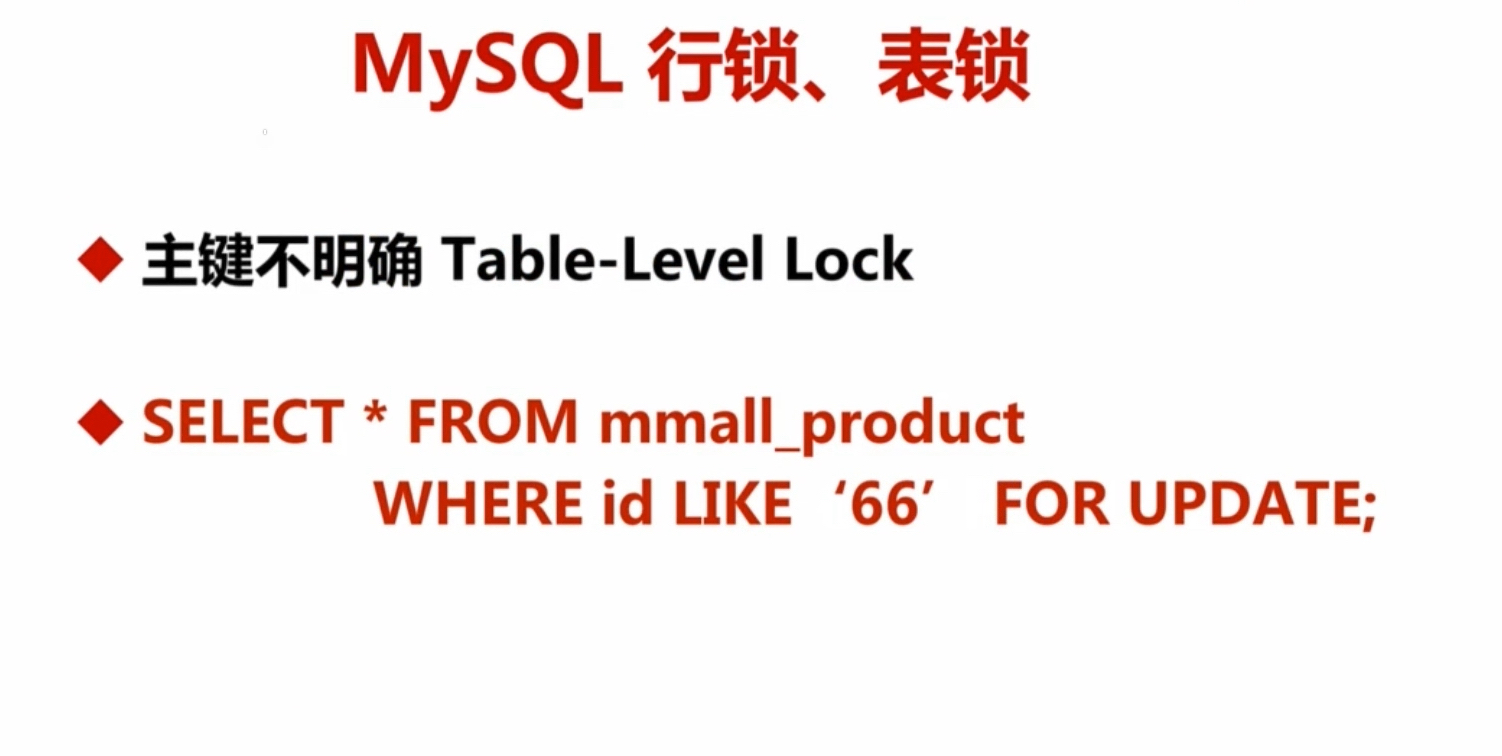 MySQL 行锁、表锁
主键不明确 Table-Level Lock
SELECT * FROM mmall_product
WHERE id LIKE ‘66’ FOR UPDATE;